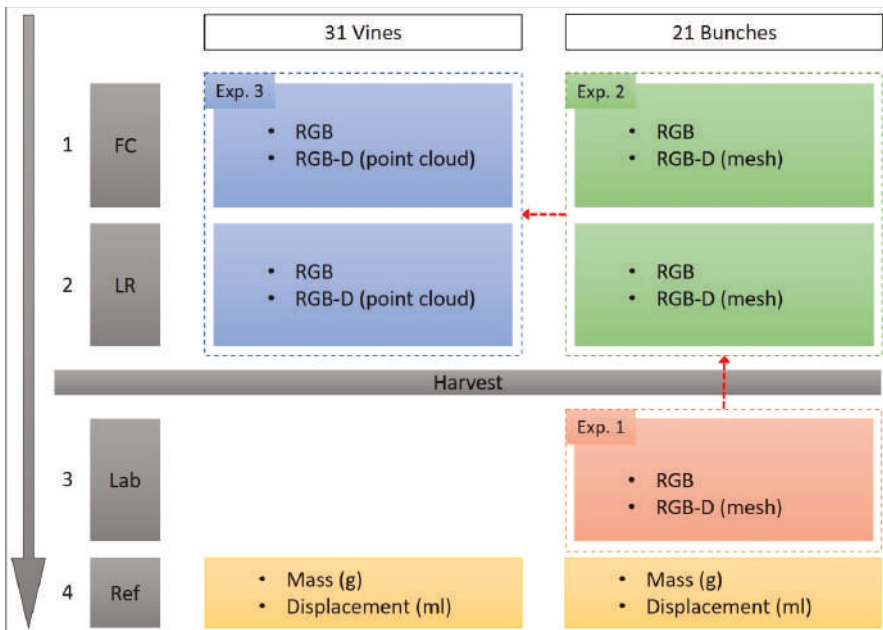 31 Vines
21 Bunches
Exp. 3
Exp. 2
1
FC
• RGB
• RGB-D (point cloud)
• RGB
• RGB-D (mesh)
2
LR
• RGB
• RGB-D (point cloud)
• RGB
• RGB-D (mesh)
Harvest
Exp. 1
3
Lab
• RGB
• RGB-D (mesh)
4
Ref
• Mass (g)
• Displacement (ml)
• Mass (g)
• Displacement (ml)